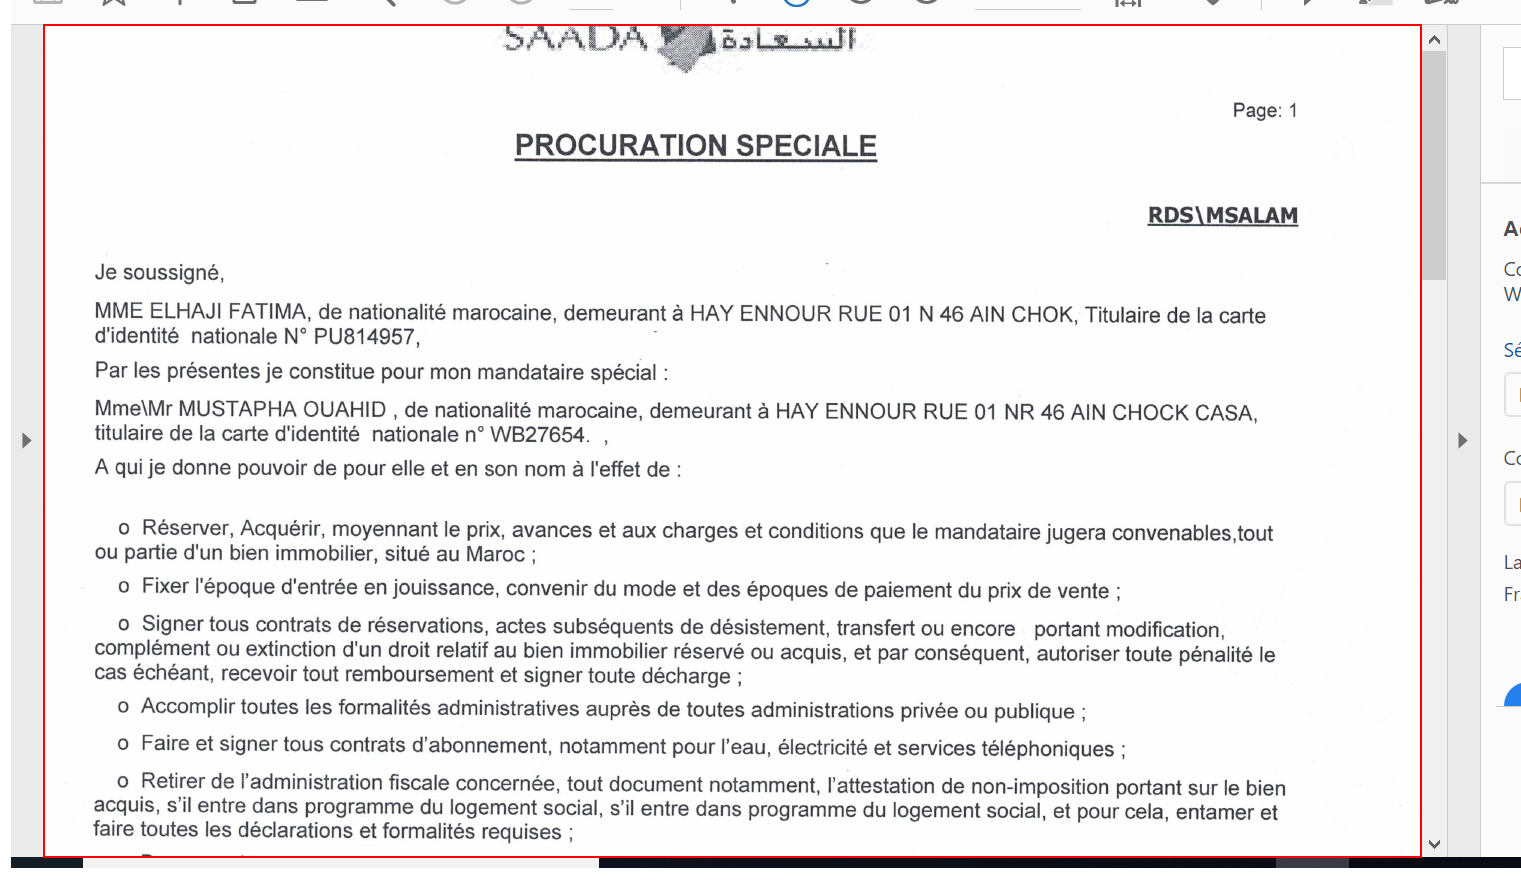 SAADA السعادة
Page: 1
PROCURATION SPECIALE
RDS\MSALAM
Je soussigné,
MME ELHAJI FATIMA, de nationalité marocaine, demeurant à HAY ENNOUR RUE 01 N 46 AIN CHOK, Titulaire de la carte
d'identité nationale N° PU814957,
Par les présentes je constitue pour mon mandataire spécial :
Mme\Mr MUSTAPHA OUAHID , de nationalité marocaine, demeurant à HAY ENNOUR RUE 01 NR 46 AIN CHOCK CASA,
titulaire de la carte d'identité nationale n° WB27654. ,
A qui je donne pouvoir de pour elle et en son nom à l'effet de :
o Réserver, Acquérir, moyennant le prix, avances et aux charges et conditions que le mandataire jugera convenables,tout
ou partie d'un bien immobilier, situé au Maroc ;
o Fixer l'époque d'entrée en jouissance, convenir du mode et des époques de paiement du prix de vente ;
o Signer tous contrats de réservations, actes subséquents de désistement, transfert ou encore portant modification,
complément ou extinction d'un droit relatif au bien immobilier réservé ou acquis, et par conséquent, autoriser toute pénalité le
cas échéant, recevoir tout remboursement et signer toute décharge ;
o Accomplir toutes les formalités administratives auprès de toutes administrations privée ou publique ;
o Faire et signer tous contrats d’abonnement, notamment pour l’eau, électricité et services téléphoniques ;
o Retirer de l’administration fiscale concernée, tout document notamment, l’attestation de non-imposition portant sur le bien
acquis, s’il entre dans programme du logement social, s’il entre dans programme du logement social, et pour cela, entamer et
faire toutes les déclarations et formalités requises ;
Co
W
Sé
Co
La
Fr